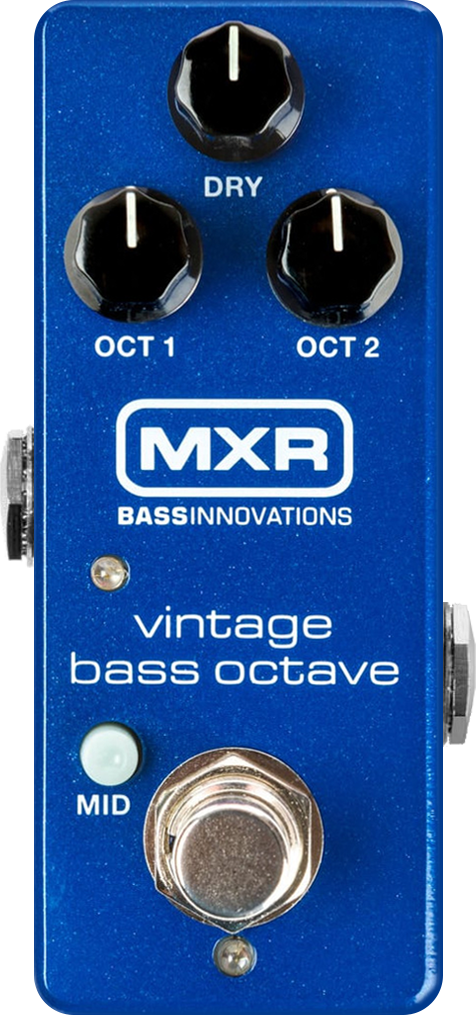 DRY
OCT 1 OCT 2
MXR
BASSINNOVATIONS
vintage
bass octave
MID